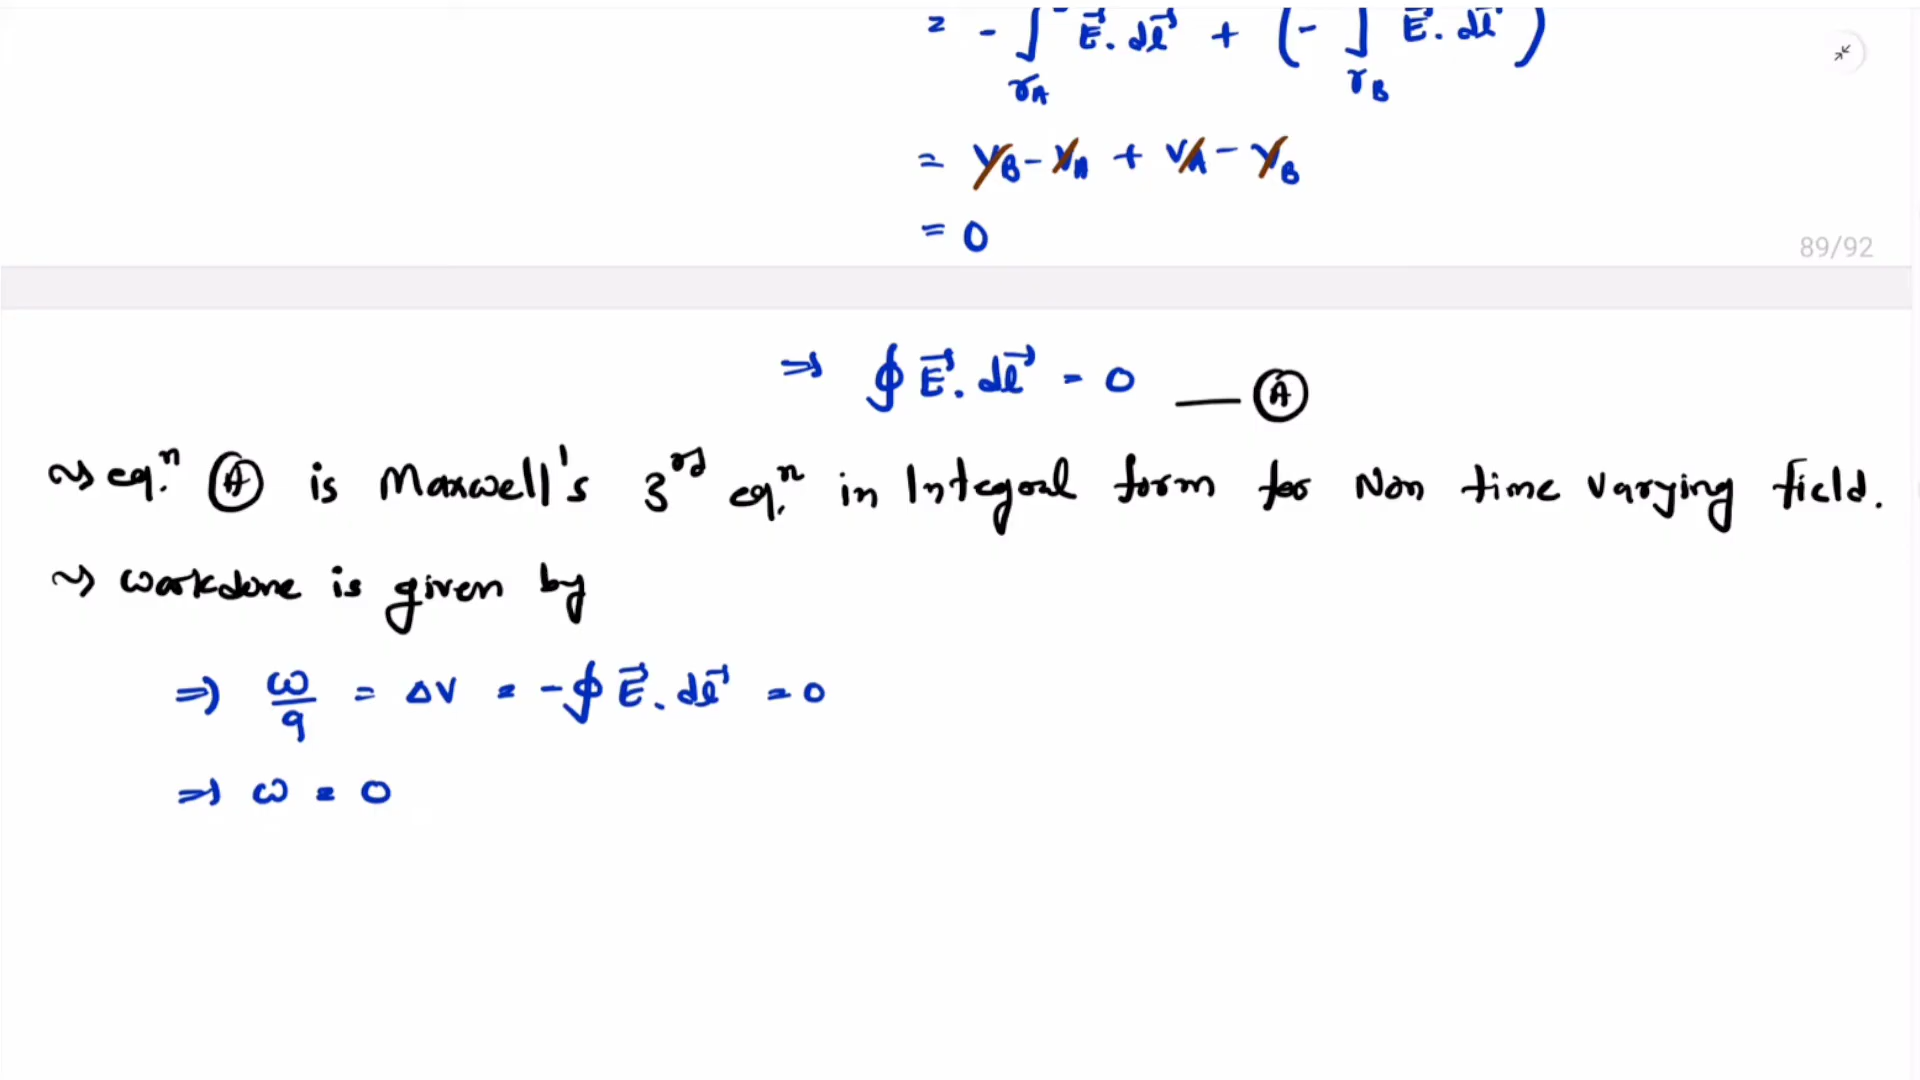 = - ∫ E⃗. dl⃗ + (- ∫ E⃗. dl⃗ )
rA rB
= VB - VA + VA - VB
= 0
89/92
⇒ ∮ E⃗. dl⃗ = 0 — Ⓐ
⇝ eq.ⁿ Ⓐ is Maxwell's 3rd eq.ⁿ in Integral form for Non time varying field.
⇝ workdone is given by
⇒ ω/q = ΔV = -∮ E⃗. dl⃗ = 0
⇒ ω = 0